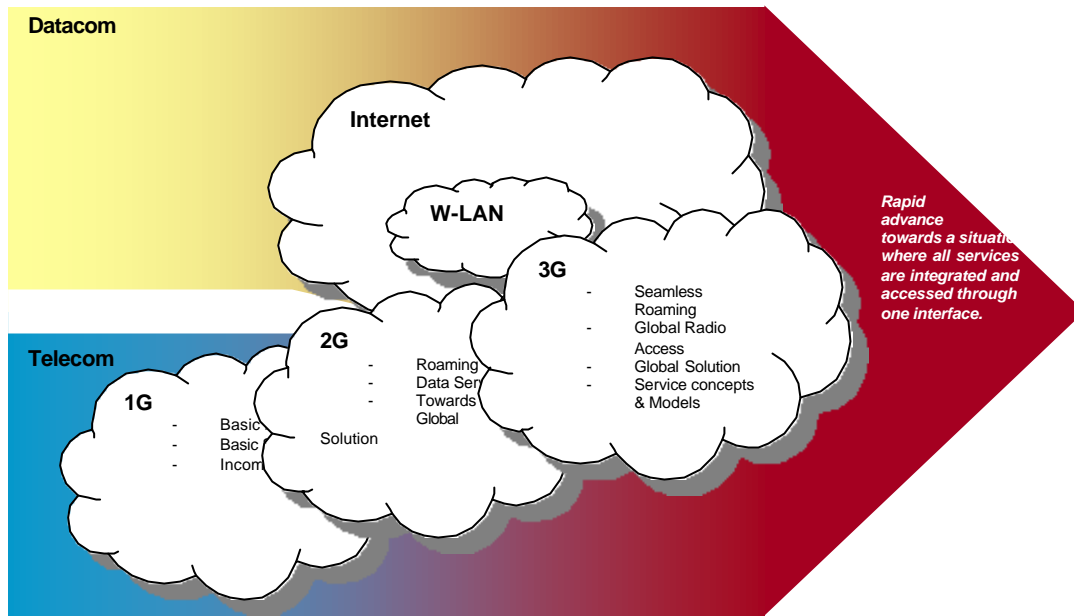 Datacom
Internet
W-LAN
Rapid
advance
towards a situatio
where all services
are integrated and
accessed through
one interface.
3G
- Seamless
Roaming
- Global Radio
- Access
- Global Solution
- Service concepts
& Models
Telecom
2G
- Roaming
- Data Serv
- Towards
Global
Solution
1G
- Basic
- Basic
- Incom